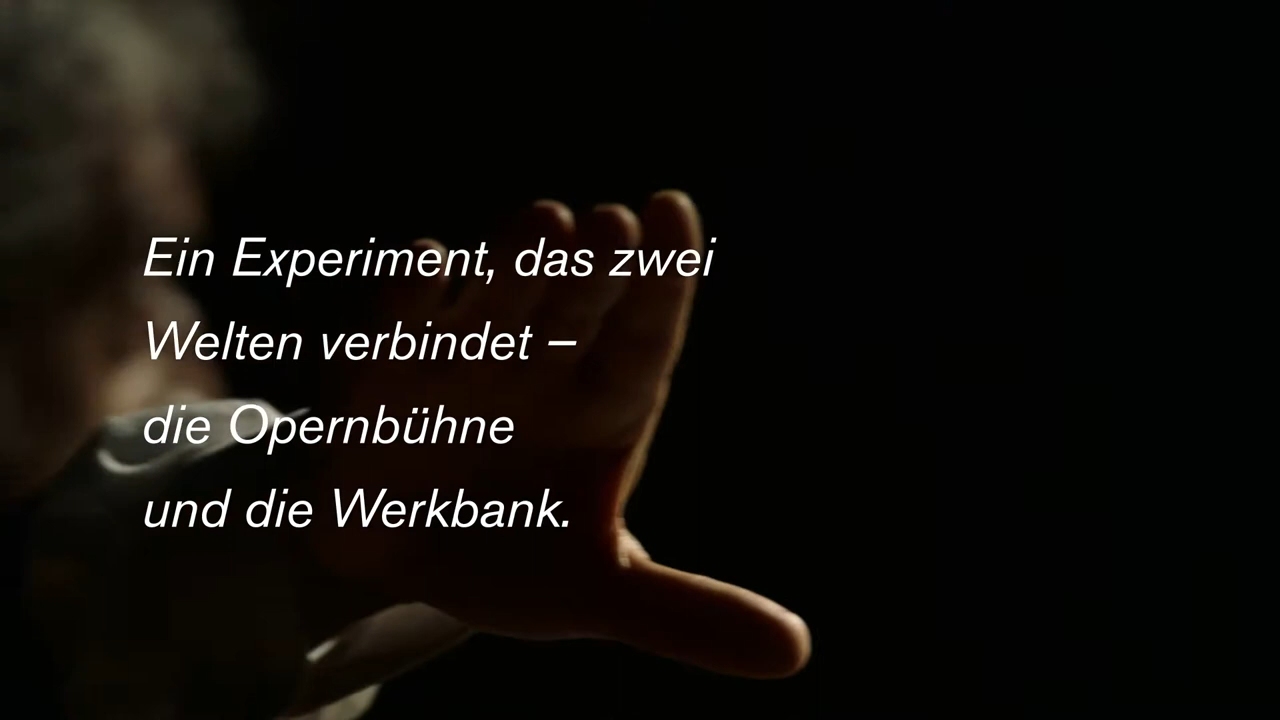 Ein Experiment, das zwei
Welten verbindet –
die Opernbühne
und die Werkbank.